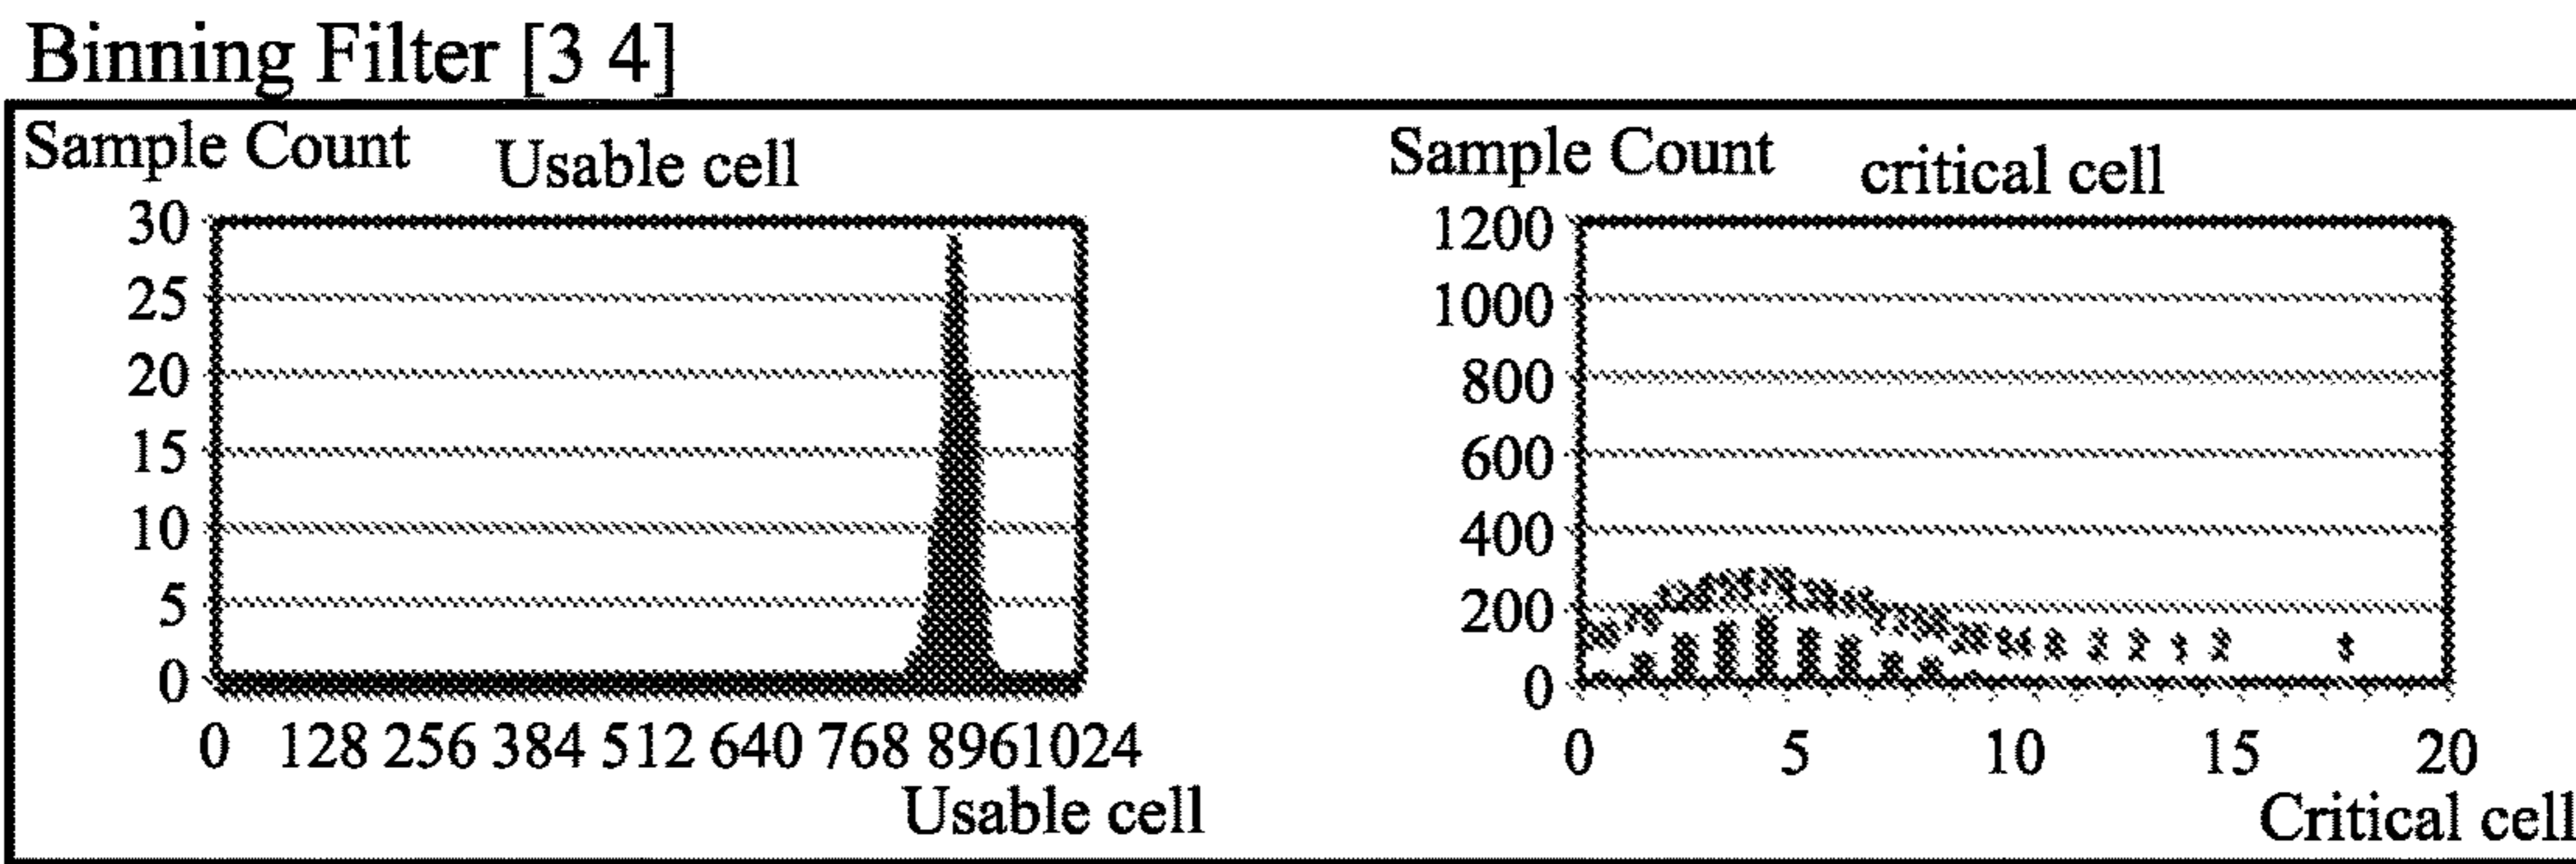 Binning Filter [3 4]
Sample Count
Usable cell
30
25
20
15
10
5
0
0 128 256 384 512 640 768 896 1024
Usable cell
Sample Count
critical cell
1200
1000
800
600
400
200
0
0 5 10 15 20
Critical cell